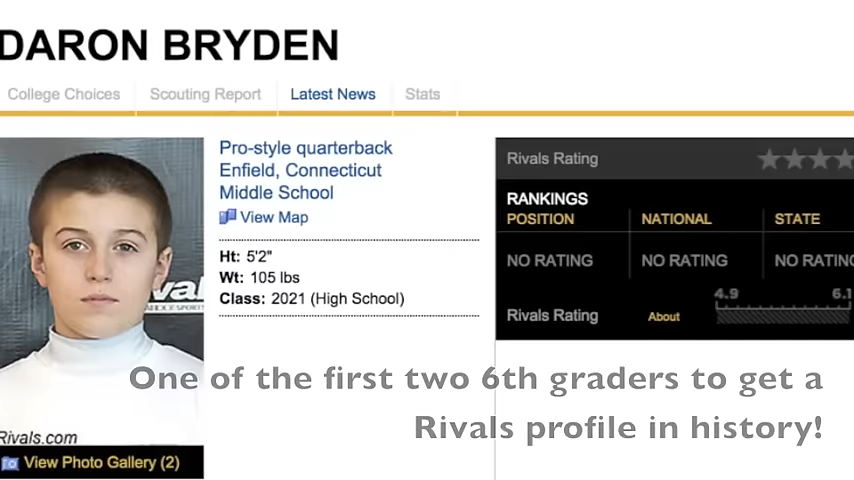 DARON BRYDEN
College Choices
Scouting Report
Latest News
Stats
Pro-style quarterback
Enfield, Connecticut
Middle School
View Map
Ht: 5'2"
Wt: 105 lbs
Class: 2021 (High School)
Rivals.com
View Photo Gallery (2)
Rivals Rating
RANKINGS
POSITION NATIONAL STATE
NO RATING NO RATING NO RATING
4.9 6.1
Rivals Rating About
One of the first two 6th graders to get a
Rivals profile in history!